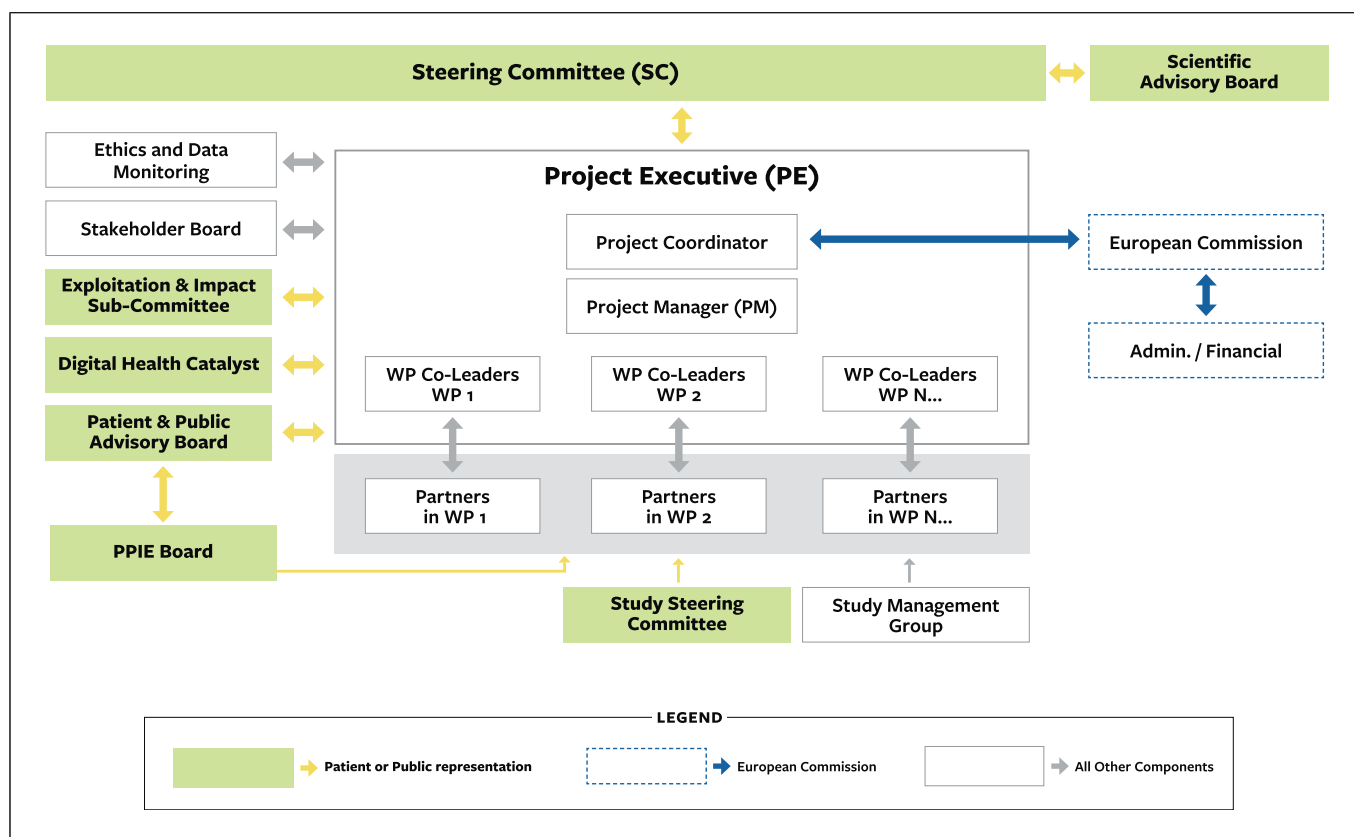 Steering Committee (SC)
Scientific
Advisory Board
Ethics and Data
Monitoring
Stakeholder Board
Exploitation & Impact
Sub-Committee
Digital Health Catalyst
Patient & Public
Advisory Board
PPIE Board
Project Executive (PE)
Project Coordinator
Project Manager (PM)
WP Co-Leaders
WP 1
WP Co-Leaders
WP 2
WP Co-Leaders
WP N...
Partners
in WP 1
Partners
in WP 2
Partners
in WP N...
Study Steering
Committee
Study Management
Group
European Commission
Admin. / Financial
LEGEND
Patient or Public representation
European Commission
All Other Components